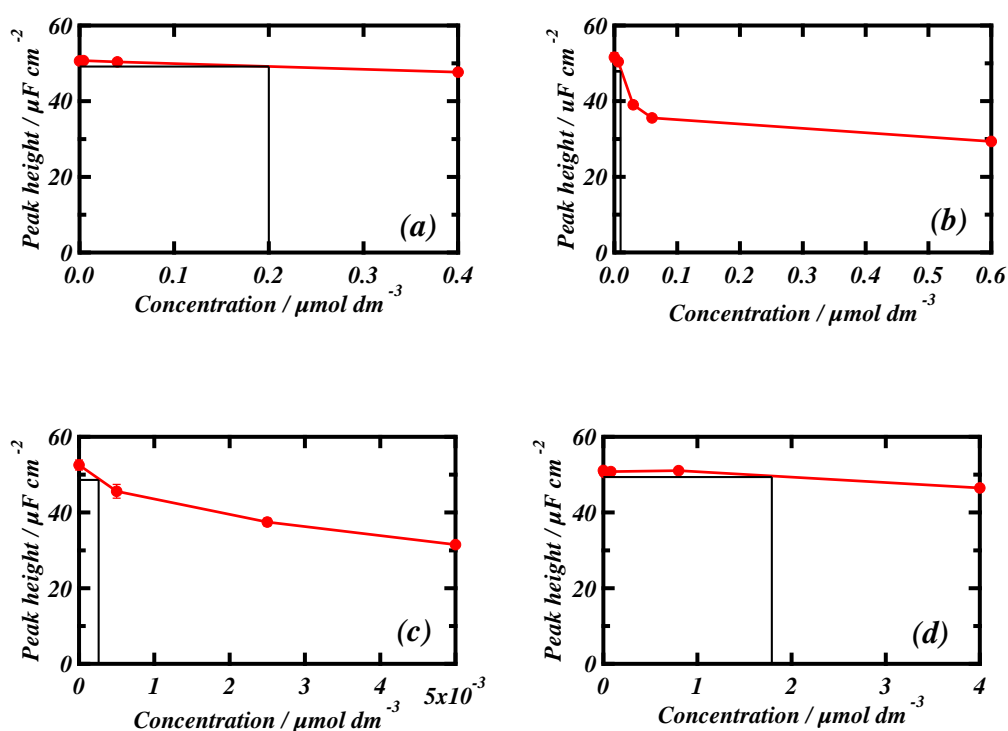 60
40
20
0
Peak height / µF cm-2
(a)
0.0 0.1 0.2 0.3 0.4
Concentration / µmol dm-3
60
40
20
0
Peak height / uF cm-2
(b)
0.0 0.1 0.2 0.3 0.4 0.5 0.6
Concentration / µmol dm-3
60
40
20
0
Peak height / µF cm-2
(c)
0 1 2 3 4 5x10-3
Concentration / µmol dm-3
60
40
20
0
Peak height / µF cm-2
(d)
0 1 2 3 4
Concentration / µmol dm-3